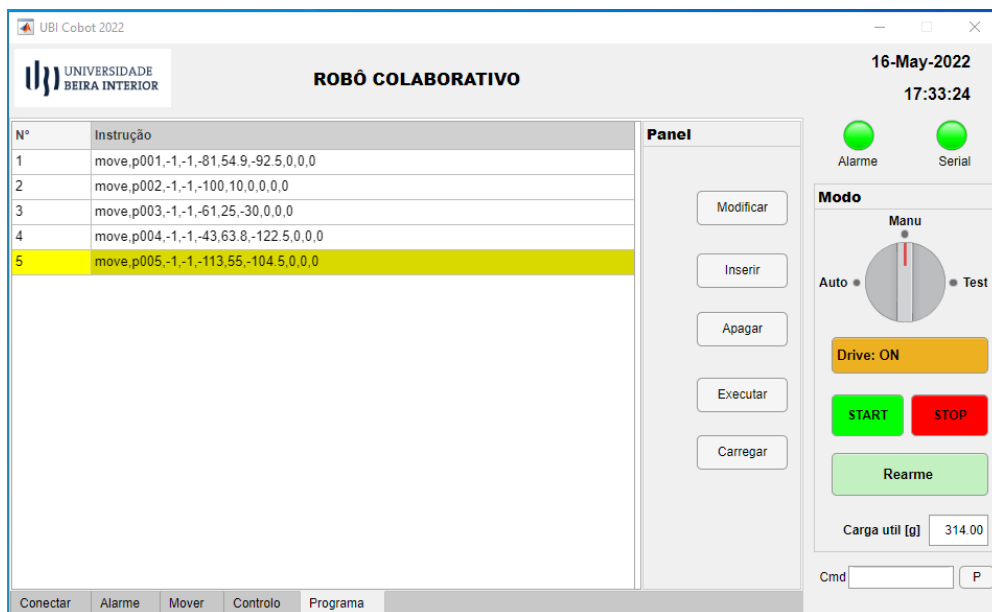 UBI Cobot 2022
UNIVERSIDADE
BEIRA INTERIOR
ROBÔ COLABORATIVO
16-May-2022
17:33:24
N° Instrução
1 move,p001,-1,-1,-81,54.9,-92.5,0,0,0
2 move,p002,-1,-1,-100,10,0,0,0,0
3 move,p003,-1,-1,-61,25,-30,0,0,0
4 move,p004,-1,-1,-43,63.8,-122.5,0,0,0
5 move,p005,-1,-1,-113,55,-104.5,0,0,0
Panel
Modificar
Inserir
Apagar
Executar
Carregar
Alarme Serial
Modo
Manu
Auto Test
Drive: ON
START STOP
Rearme
Carga util [g] 314.00
Cmd P
Conectar Alarme Mover Controlo Programa